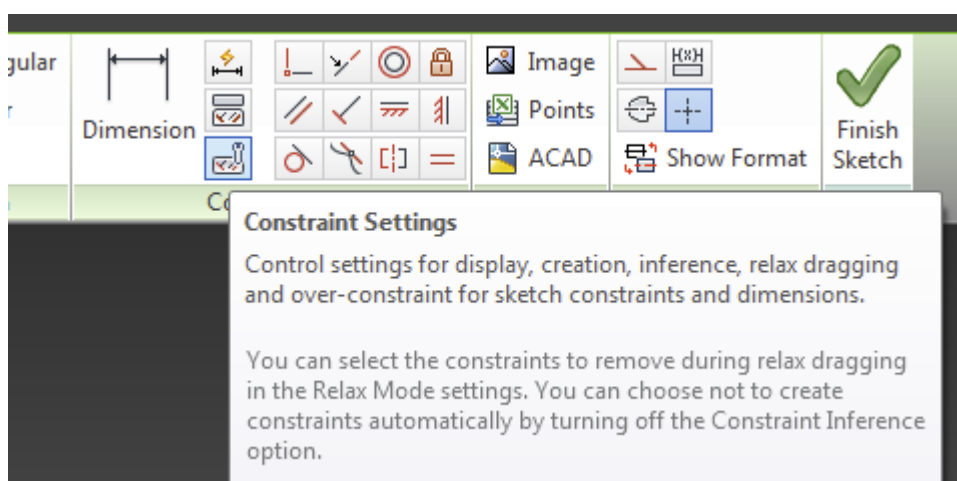 gular
r
Dimension
Image
Points
ACAD
H(x)H
Show Format
Finish
Sketch
Co
Constraint Settings
Control settings for display, creation, inference, relax dragging
and over-constraint for sketch constraints and dimensions.
You can select the constraints to remove during relax dragging
in the Relax Mode settings. You can choose not to create
constraints automatically by turning off the Constraint Inference
option.